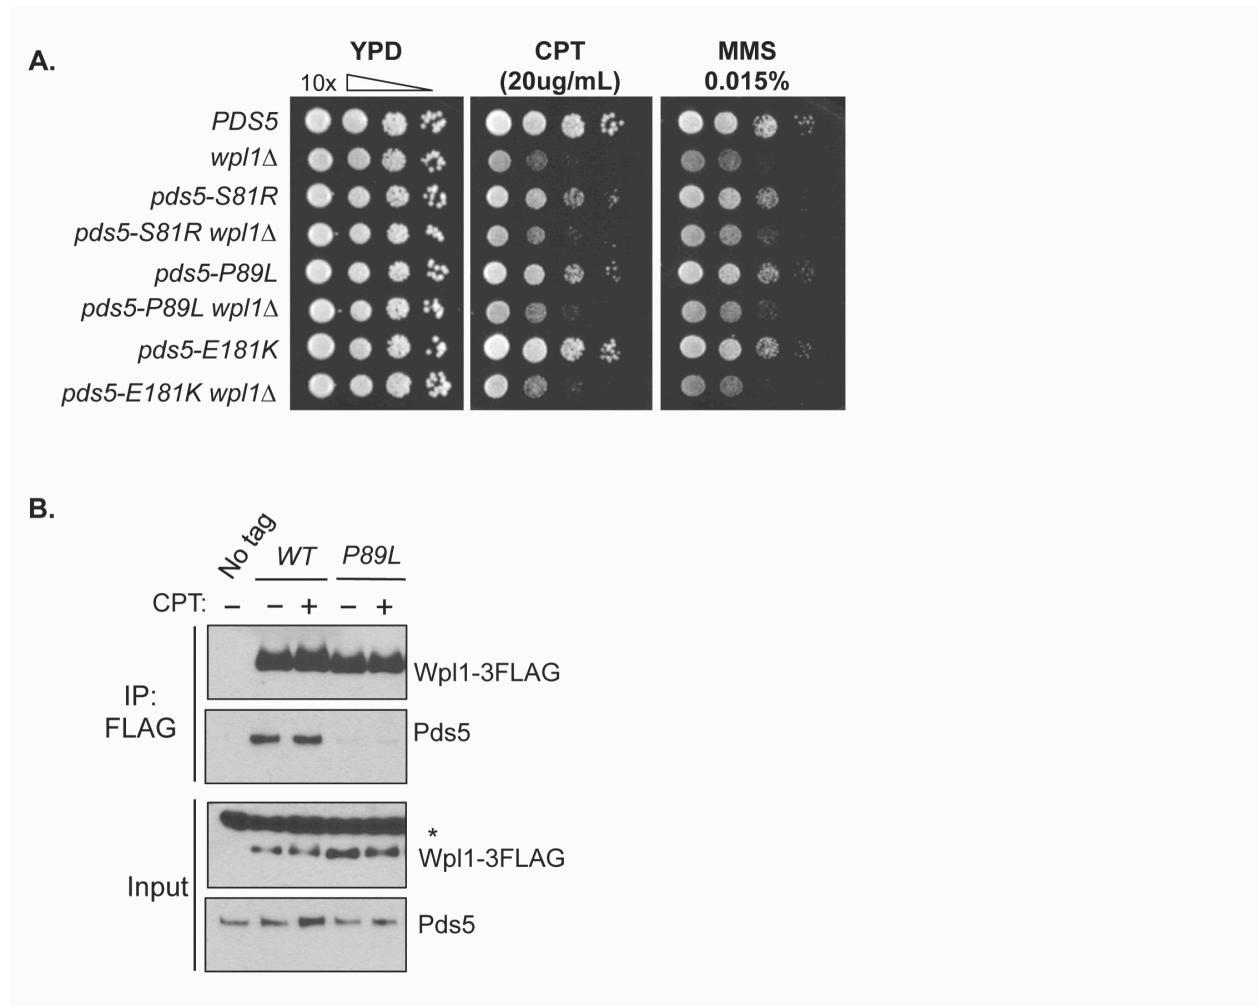 A.
YPD
CPT
MMS
10x
(20ug/mL)
0.015%
PDS5
wpl1Δ
pds5-S81R
pds5-S81R wpl1Δ
pds5-P89L
pds5-P89L wpl1Δ
pds5-E181K
pds5-E181K wpl1Δ
B.
No tag
WT
P89L
CPT: – – + – +
IP:
FLAG
Wpl1-3FLAG
Pds5
Input
*
Wpl1-3FLAG
Pds5